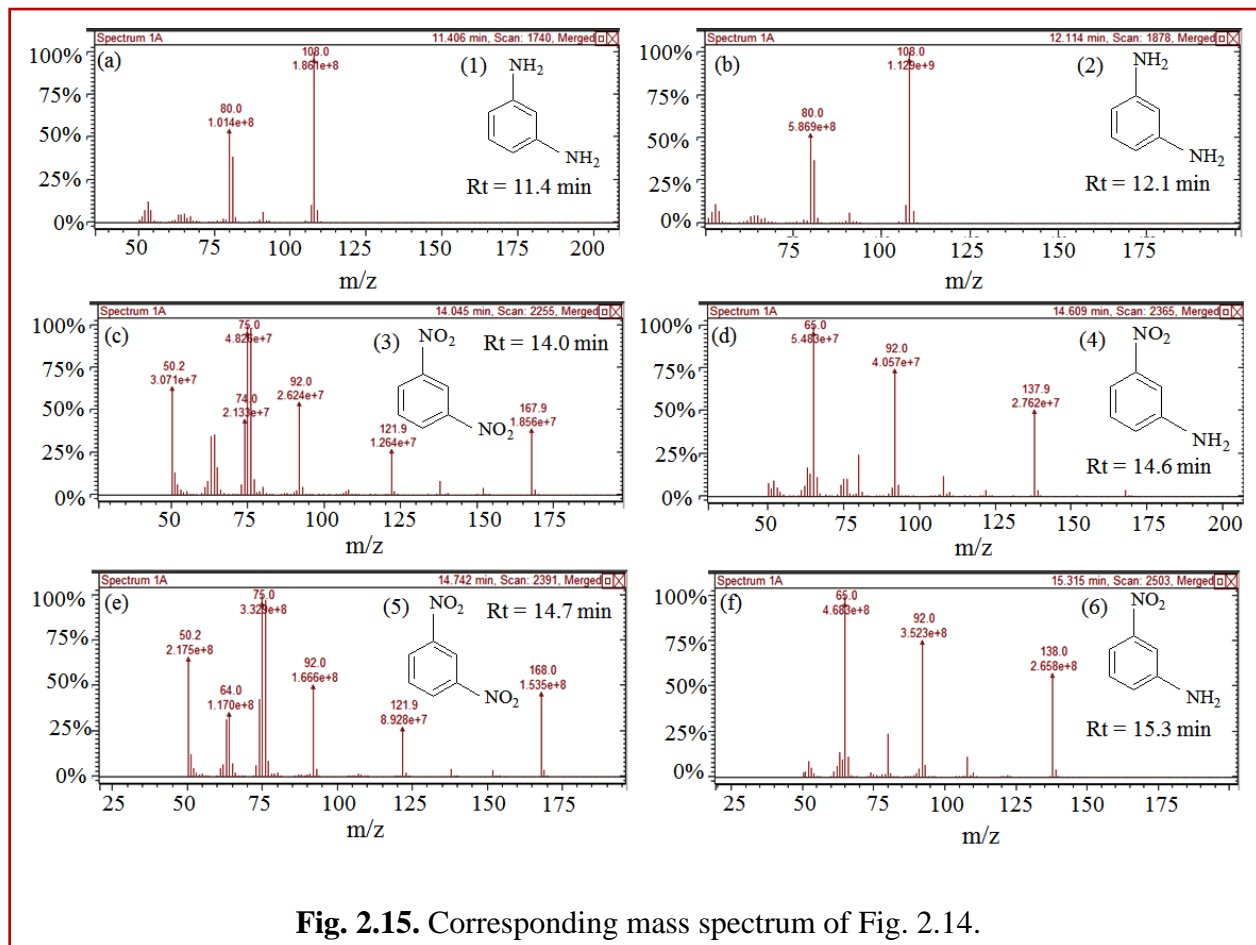 Spectrum 1A 11.406 min, Scan: 1740, Merged
(a)
100%
75%
50%
25%
0%
108.0
1.861e+8
80.0
1.014e+8
(1)
NH2
NH2
Rt = 11.4 min
50 75 100 125 150 175 200
m/z
Spectrum 1A 12.114 min, Scan: 1878, Merged
(b)
100%
75%
50%
25%
0%
108.0
1.129e+9
80.0
5.869e+8
(2)
NH2
NH2
Rt = 12.1 min
75 100 125 150 175
m/z
Spectrum 1A 14.045 min, Scan: 2255, Merged
(c)
100%
75%
50%
25%
0%
75.0
4.826e+7
50.2
3.071e+7
74.0
2.133e+7
92.0
2.624e+7
121.9
1.264e+7
167.9
1.856e+7
(3)
NO2
NO2
Rt = 14.0 min
50 75 100 125 150 175
m/z
Spectrum 1A 14.609 min, Scan: 2365, Merged
(d)
100%
75%
50%
25%
0%
65.0
5.483e+7
92.0
4.057e+7
137.9
2.762e+7
(4)
NO2
NH2
Rt = 14.6 min
50 75 100 125 150 175 200
m/z
Spectrum 1A 14.742 min, Scan: 2391, Merged
(e)
100%
75%
50%
25%
0%
75.0
3.329e+8
50.2
2.175e+8
64.0
1.170e+8
92.0
1.666e+8
121.9
8.928e+7
168.0
1.535e+8
(5)
NO2
NO2
Rt = 14.7 min
25 50 75 100 125 150 175
m/z
Spectrum 1A 15.315 min, Scan: 2503, Merged
(f)
100%
75%
50%
25%
0%
65.0
4.683e+8
92.0
3.523e+8
138.0
2.658e+8
(6)
NO2
NH2
Rt = 15.3 min
25 50 75 100 125 150 175
m/z
Fig. 2.15. Corresponding mass spectrum of Fig. 2.14.